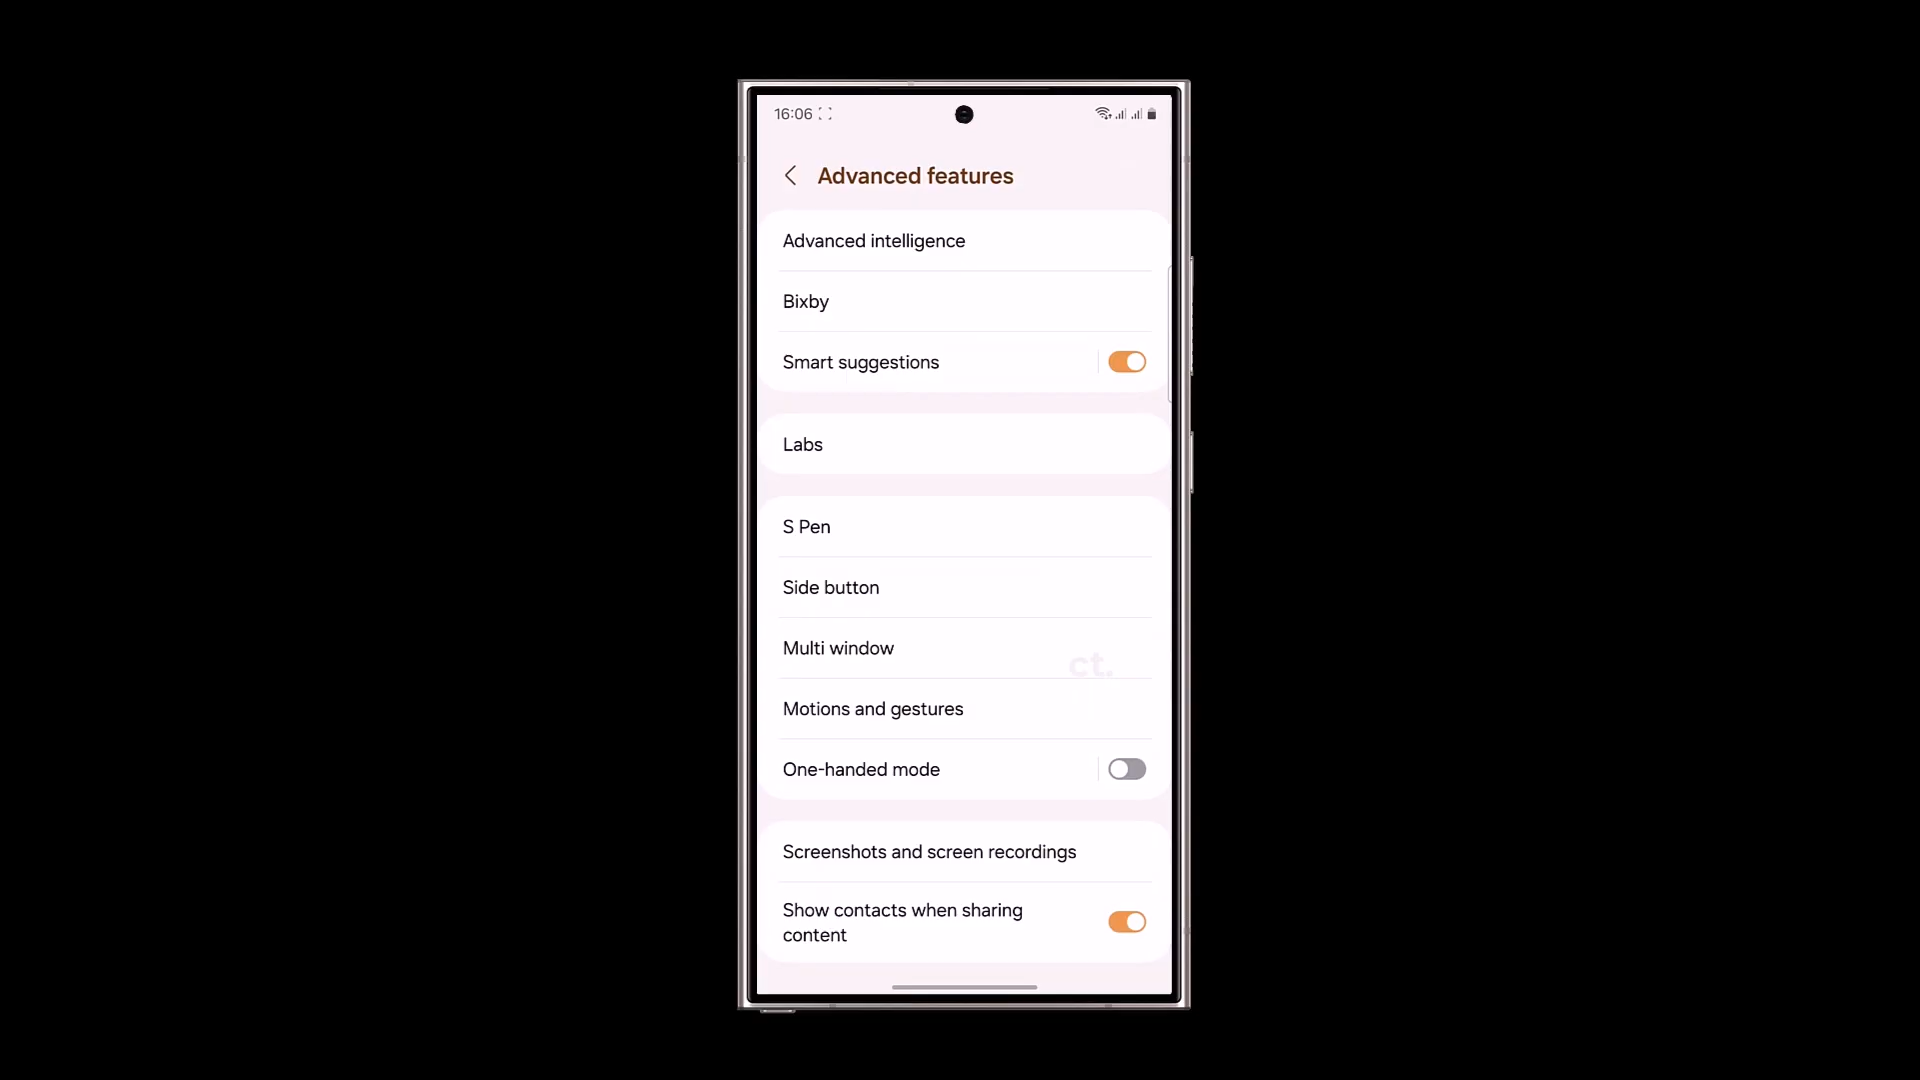 16:06
Advanced features
Advanced intelligence
Bixby
Smart suggestions
Labs
S Pen
Side button
Multi window
ct.
Motions and gestures
One-handed mode
Screenshots and screen recordings
Show contacts when sharing
content